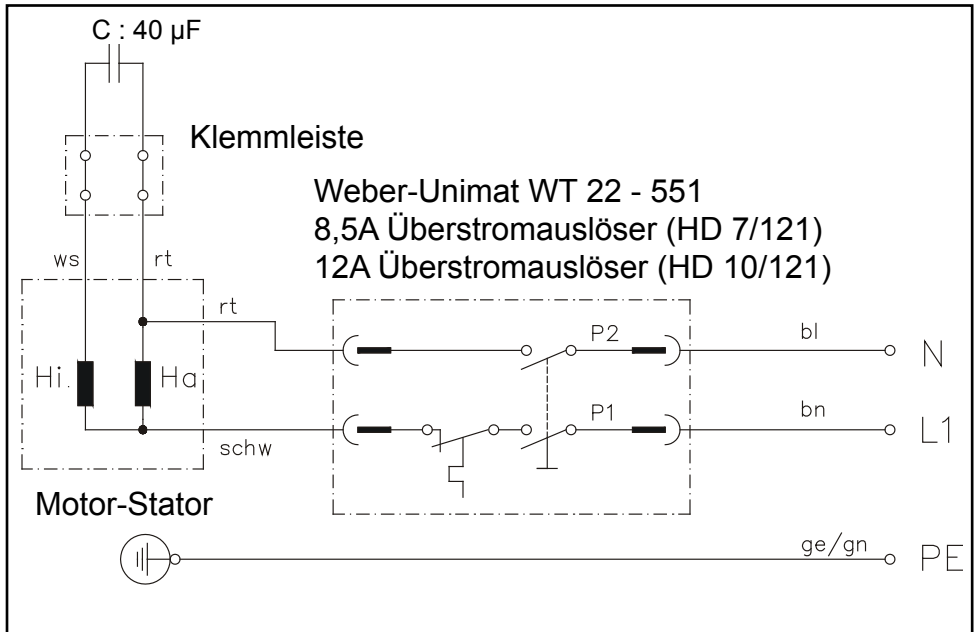 C : 40 µF
Klemmleiste
Weber-Unimat WT 22 - 551
8,5A Überstromauslöser (HD 7/121)
12A Überstromauslöser (HD 10/121)
ws rt
rt
P2
bl
N
Hi. Ha
P1
bn
L1
schw
Motor-Stator
ge/gn
PE